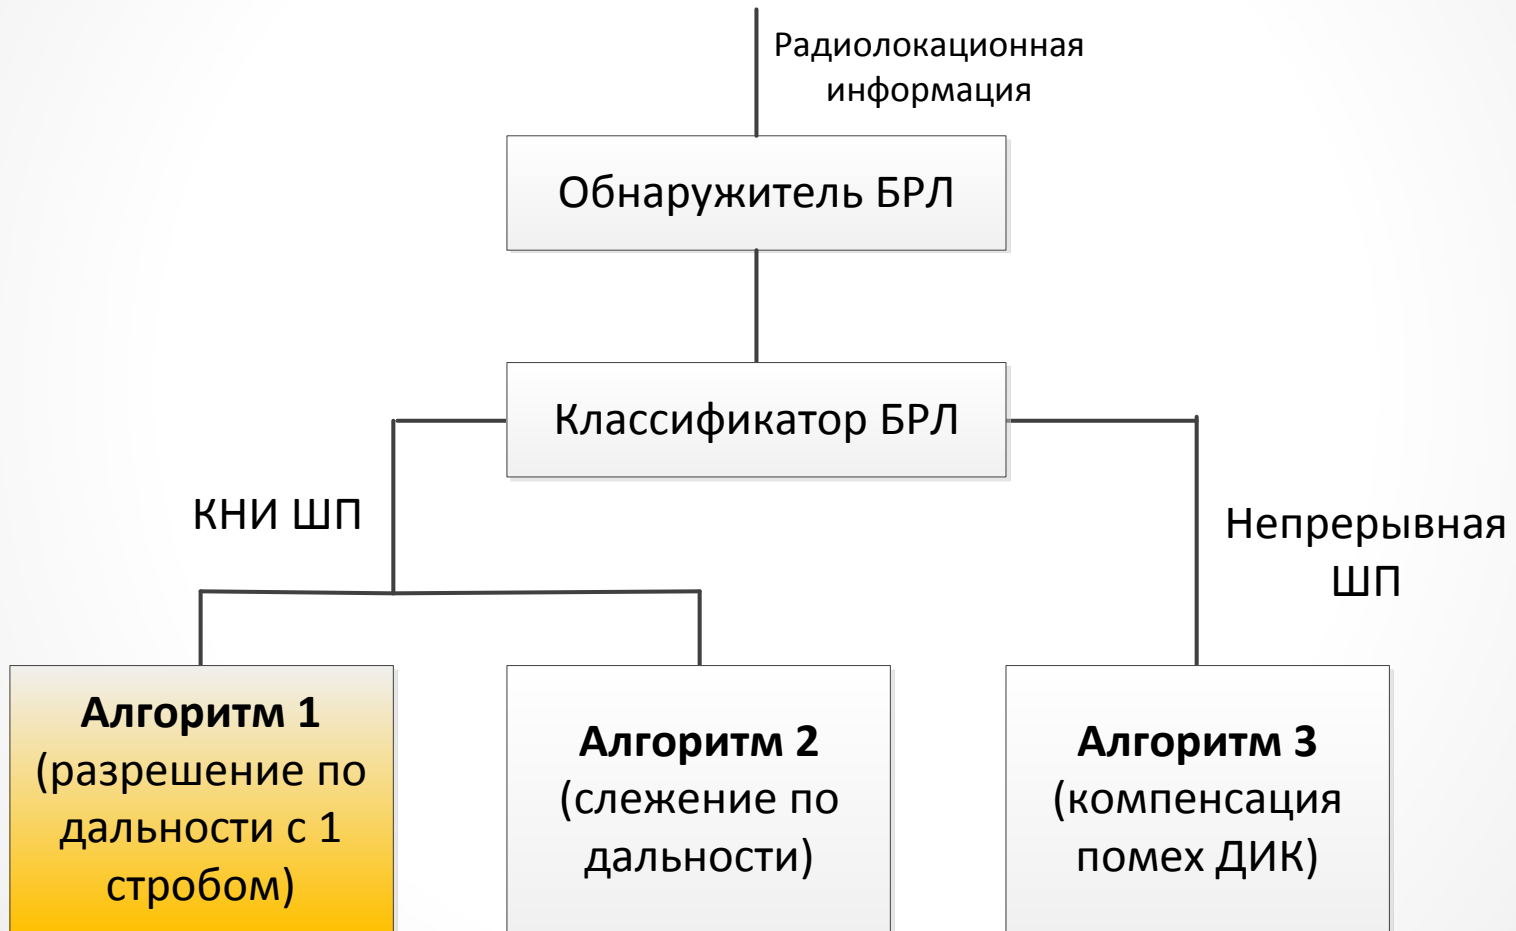 Радиолокационная
информация
Обнаружитель БРЛ
Классификатор БРЛ
КНИ ШП
Непрерывная
ШП
Алгоритм 1
(разрешение по
дальности с 1
стробом)
Алгоритм 2
(слежение по
дальности)
Алгоритм 3
(компенсация
помех ДИК)